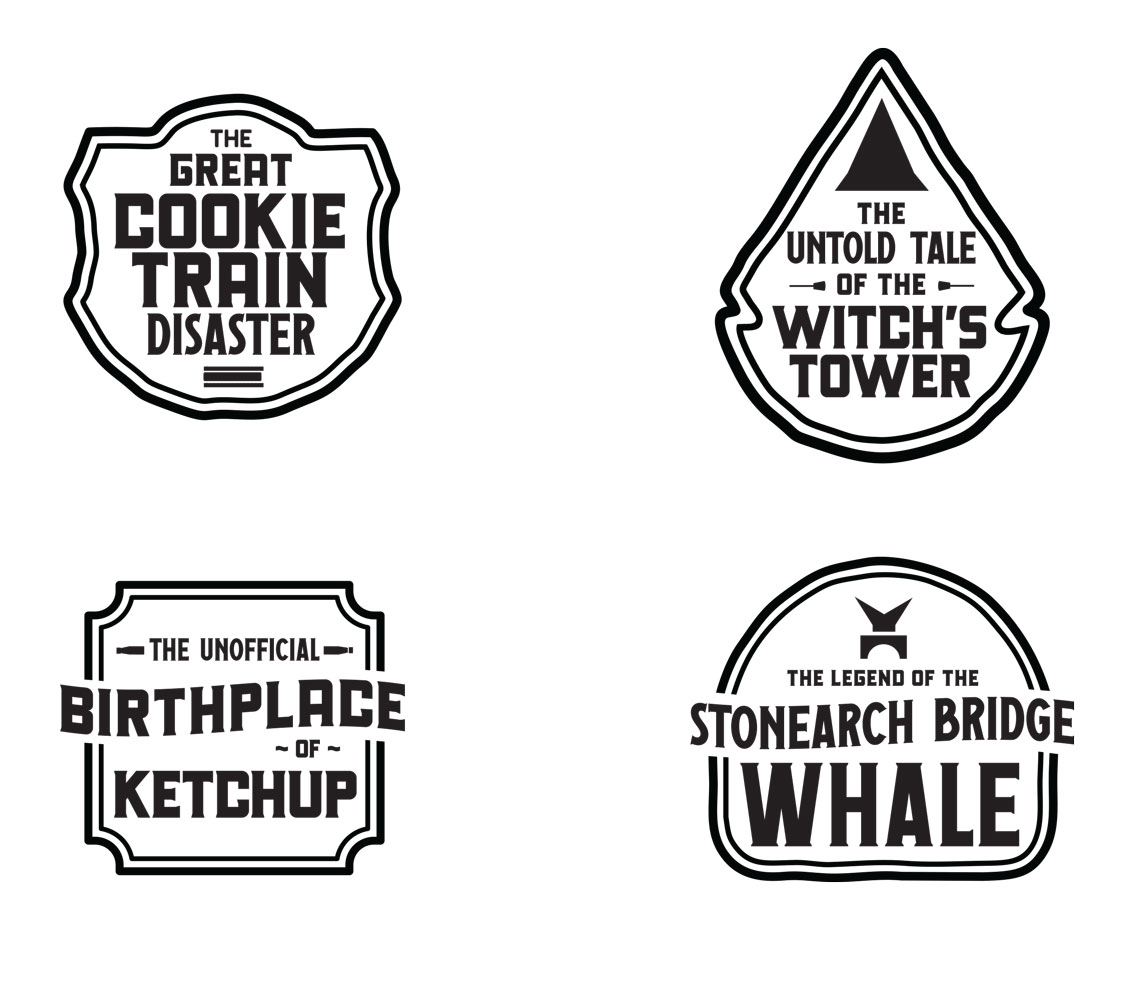 THE
GREAT
COOKIE
TRAIN
DISASTER
THE
UNTOLD TALE
OF THE
WITCH'S
TOWER
THE UNOFFICIAL
BIRTHPLACE
~ OF ~
KETCHUP
THE LEGEND OF THE
STONEARCH BRIDGE
WHALE